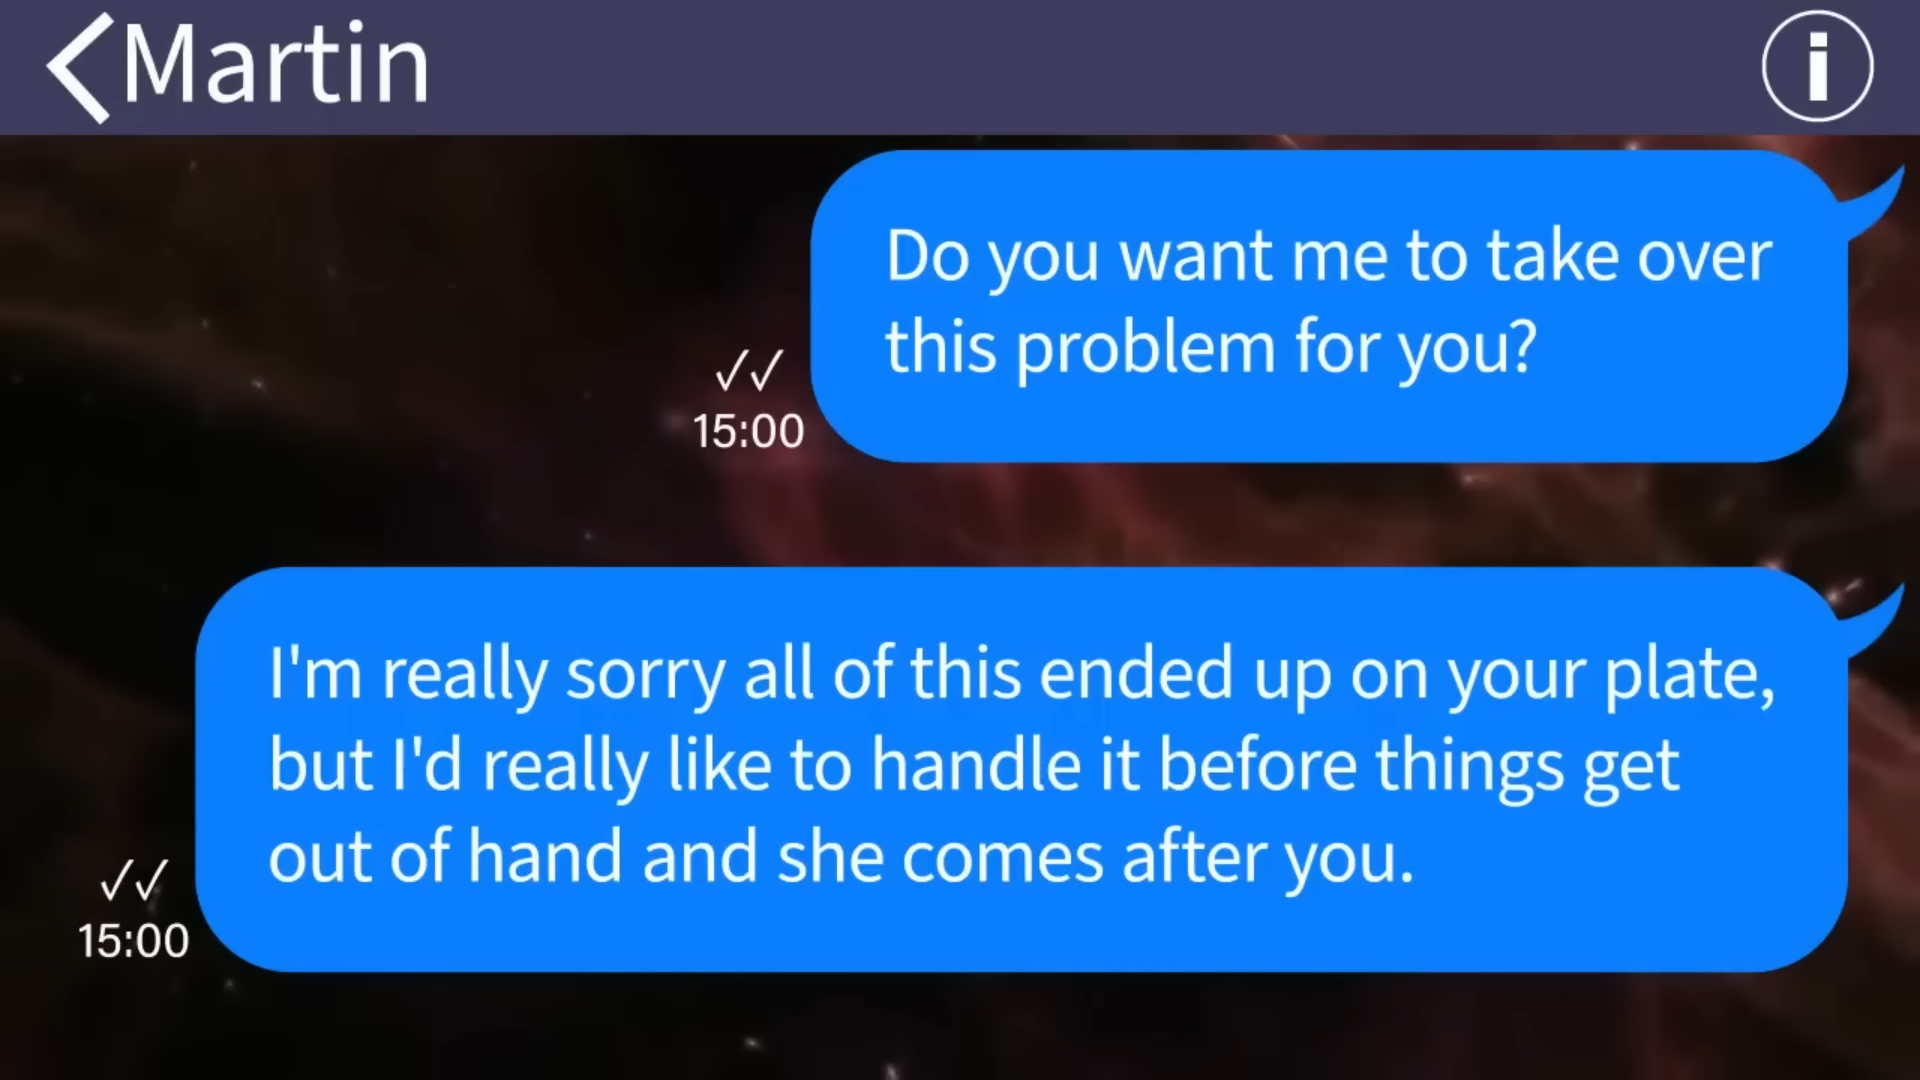 Martin
Do you want me to take over
this problem for you?
✓✓
15:00
I'm really sorry all of this ended up on your plate,
but I'd really like to handle it before things get
out of hand and she comes after you.
✓✓
15:00